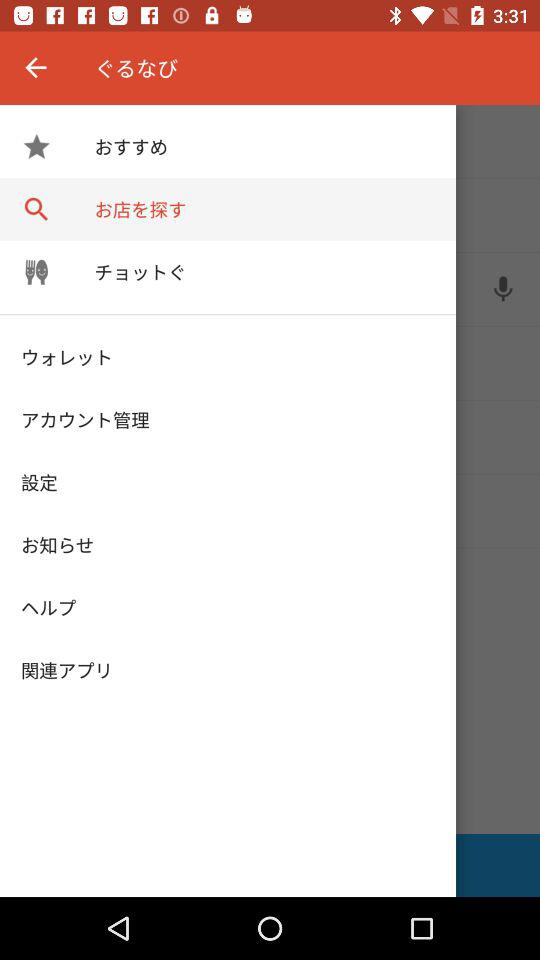 3:31
ぐるなび
おすすめ
お店を探す
チョットぐ
ウォレット
アカウント管理
設定
お知らせ
ヘルプ
関連アプリ